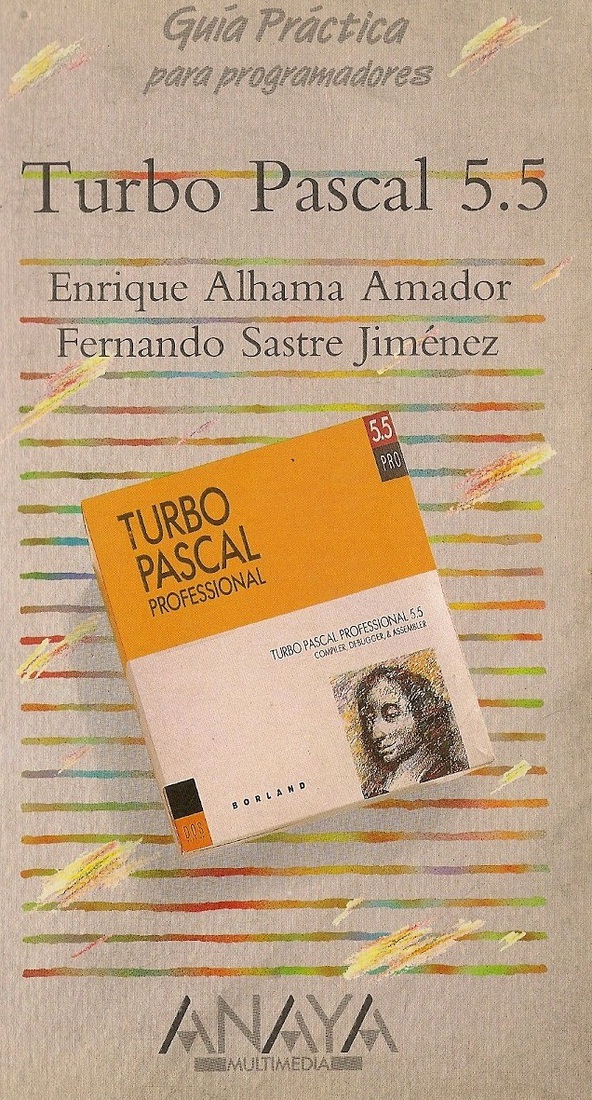 Guía Práctica
para programadores
Turbo Pascal 5.5
Enrique Alhama Amador
Fernando Sastre Jiménez
5.5
PRO
TURBO
PASCAL
PROFESSIONAL
TURBO PASCAL PROFESSIONAL 5.5
COMPILER, DEBUGGER, & ASSEMBLER
BORLAND
DOS
ANAYA
MULTIMEDIA